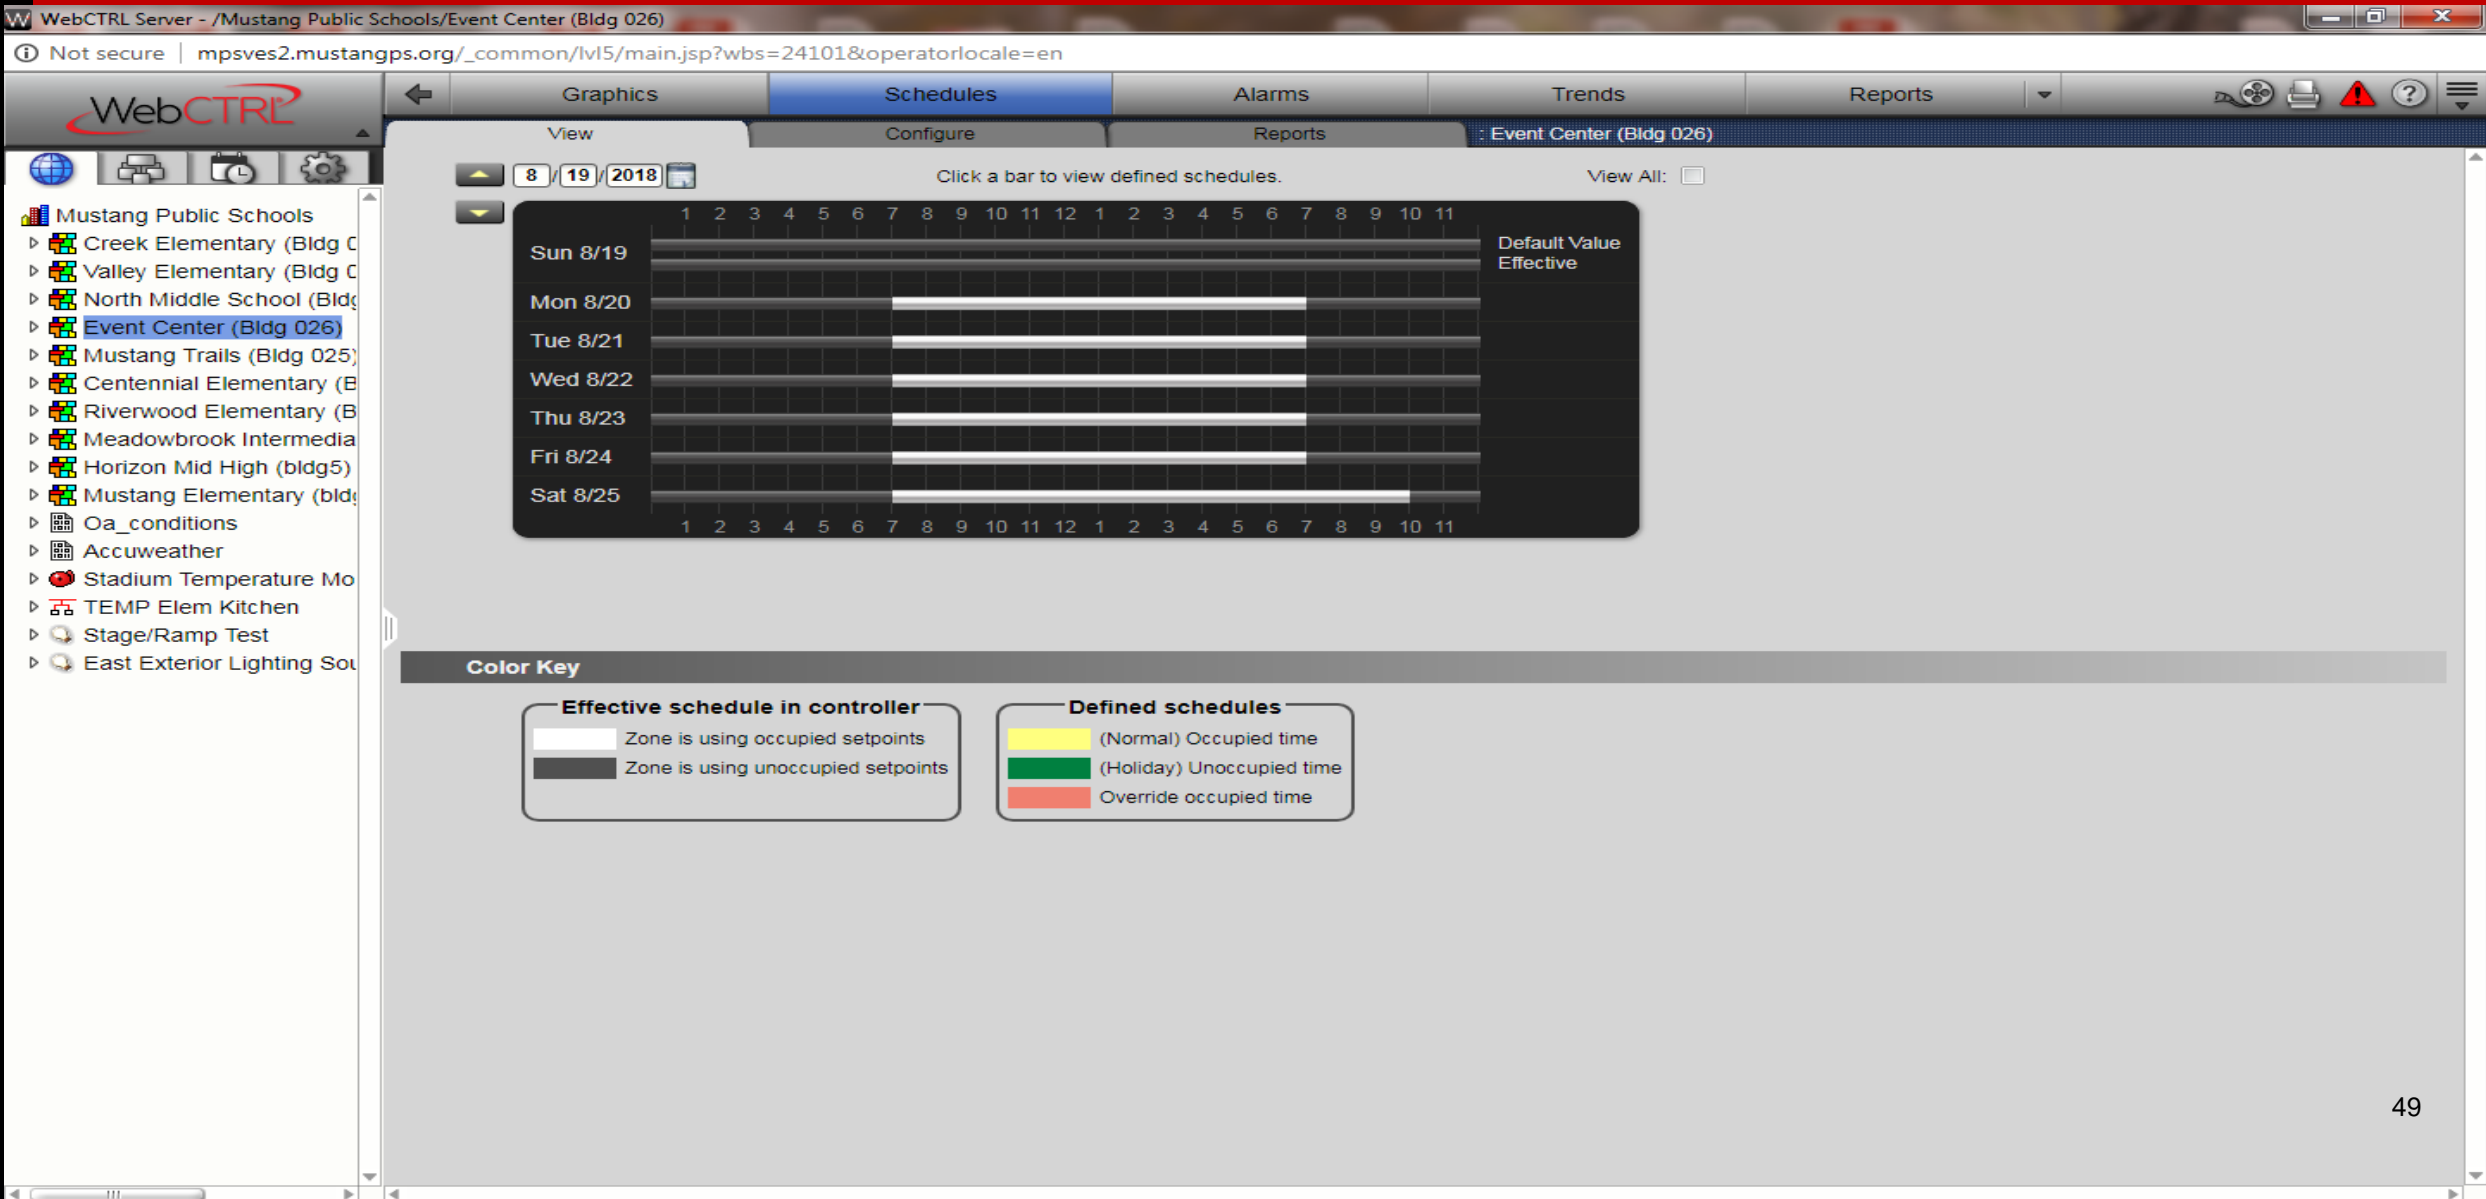 WebCTRL Server - /Mustang Public Schools/Event Center (Bldg 026)
Not secure | mpsves2.mustangps.org/_common/lvl5/main.jsp?wbs=24101&operatorlocale=en
WebCTRL
Graphics
Schedules
Alarms
Trends
Reports
View
Configure
Reports
: Event Center (Bldg 026)
8 / 19 / 2018
Click a bar to view defined schedules.
View All:
Mustang Public Schools
Creek Elementary (Bldg
Valley Elementary (Bldg
North Middle School (Bldg
Event Center (Bldg 026)
Mustang Trails (Bldg 025)
Centennial Elementary (B
Riverwood Elementary (B
Meadowbrook Intermedia
Horizon Mid High (bldg5)
Mustang Elementary (bldg
Oa_conditions
Accuweather
Stadium Temperature Mo
TEMP Elem Kitchen
Stage/Ramp Test
East Exterior Lighting Sou
1 2 3 4 5 6 7 8 9 10 11 12 1 2 3 4 5 6 7 8 9 10 11
Sun 8/19
Default Value
Effective
Mon 8/20
Tue 8/21
Wed 8/22
Thu 8/23
Fri 8/24
Sat 8/25
1 2 3 4 5 6 7 8 9 10 11 12 1 2 3 4 5 6 7 8 9 10 11
Color Key
Effective schedule in controller
Zone is using occupied setpoints
Zone is using unoccupied setpoints
Defined schedules
(Normal) Occupied time
(Holiday) Unoccupied time
Override occupied time
49